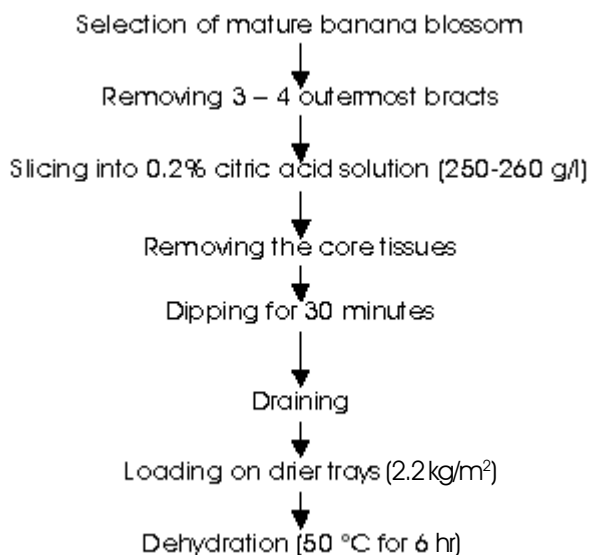 Selection of mature banana blossom
Removing 3 – 4 outermost bracts
Slicing into 0.2% citric acid solution (250-260 g/l)
Removing the core tissues
Dipping for 30 minutes
Draining
Loading on drier trays (2.2 kg/m²)
Dehydration (50 °C for 6 hr)